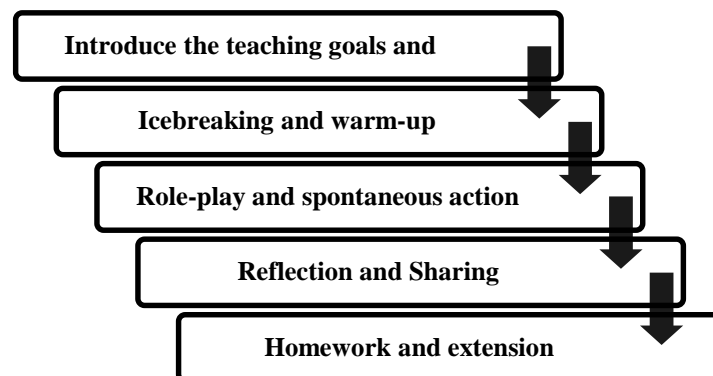 Introduce the teaching goals and
Icebreaking and warm-up
Role-play and spontaneous action
Reflection and Sharing
Homework and extension